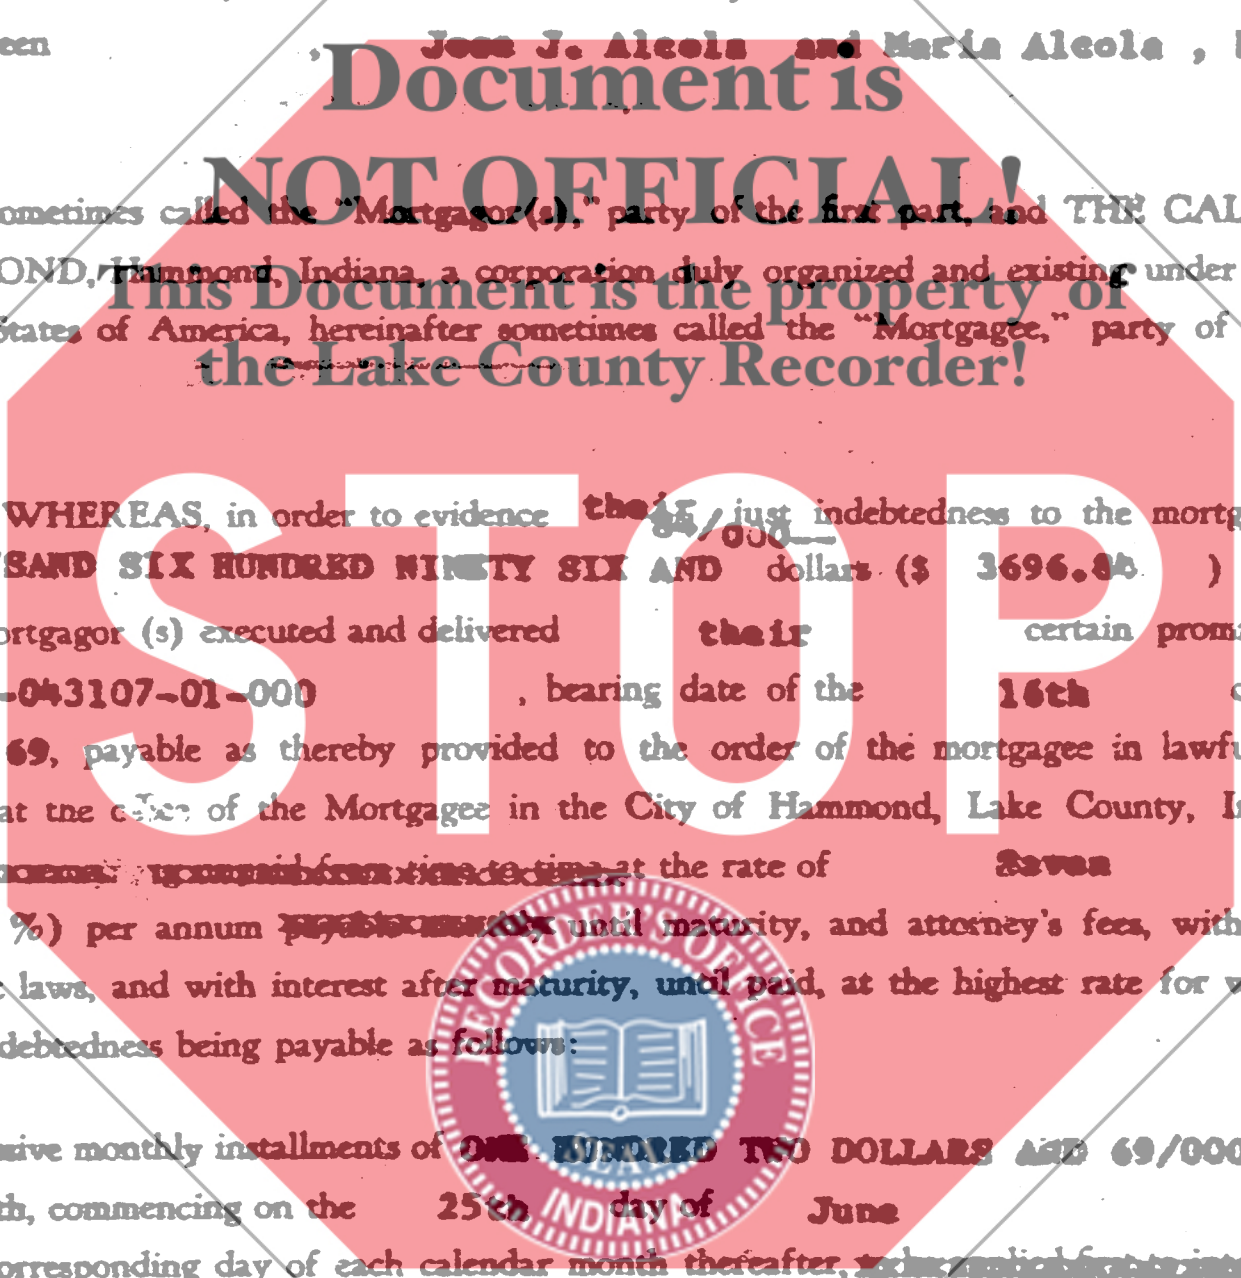 een , Jose J. Alcola and Maria Alcola ,
Document is
NOT OFFICIAL!
ometimes called the "Mortgagor(s)," party of the first part, and THE CAL
OND, Hammond, Indiana, a corporation duly organized and existing under
This Document is the property of
States of America, hereinafter sometimes called the "Mortgagee," party of
the Lake County Recorder!
STOP
WHEREAS, in order to evidence their just indebtedness to the mortg
84/000
SAND SIX HUNDRED NINETY SIX AND dollars ($ 3696.84 )
ortgagor (s) executed and delivered their certain prom
-043107-01-000 , bearing date of the 16th
69, payable as thereby provided to the order of the mortgagee in lawfu
at the office of the Mortgagee in the City of Hammond, Lake County, I
at the rate of Seven
%) per annum until maturity, and attorney's fees, with
laws, and with interest after maturity, until paid, at the highest rate for w
debtedness being payable as follows:
RECORDER'S OFFICE
SEAL
INDIANA
sive monthly installments of ONE HUNDRED TWO DOLLARS AND 69/000
th, commencing on the 25th day of June
orresponding day of each calendar month thereafter,